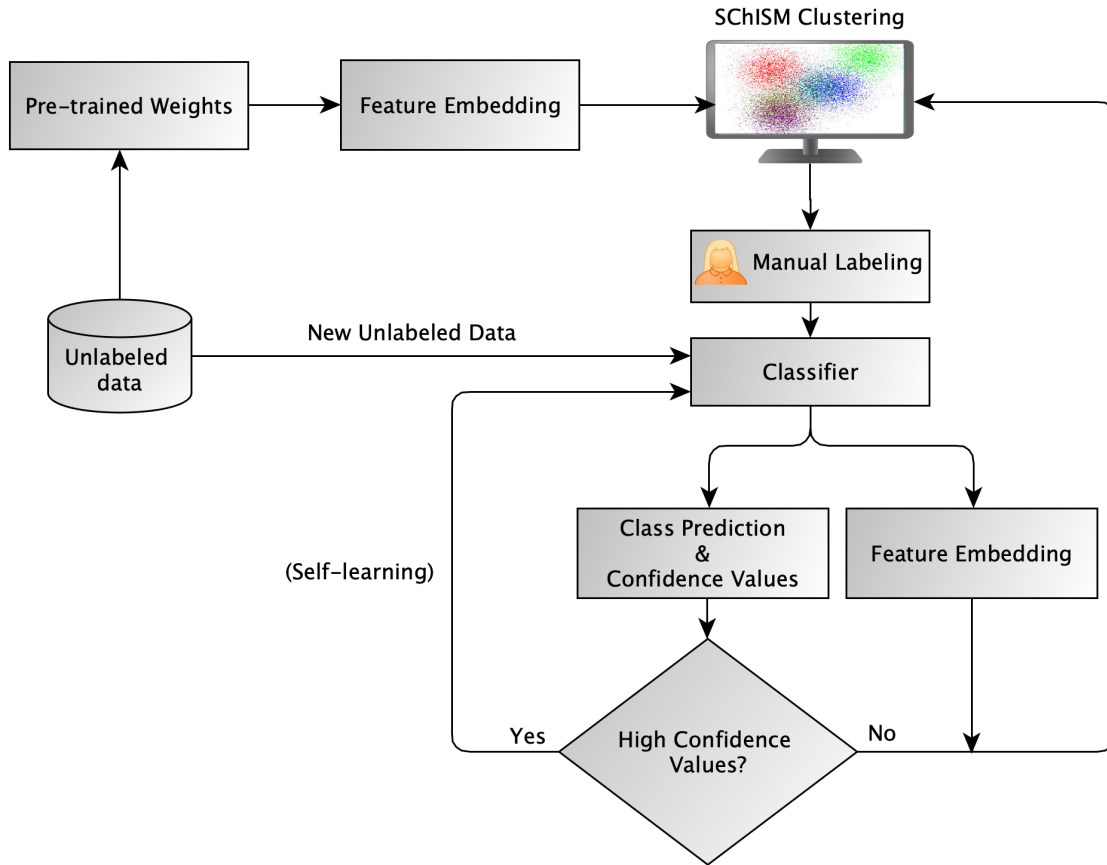 SChISM Clustering
Pre-trained Weights
Feature Embedding
Manual Labeling
Unlabeled
data
New Unlabeled Data
Classifier
Class Prediction
&
Confidence Values
Feature Embedding
(Self-learning)
Yes
High Confidence
Values?
No